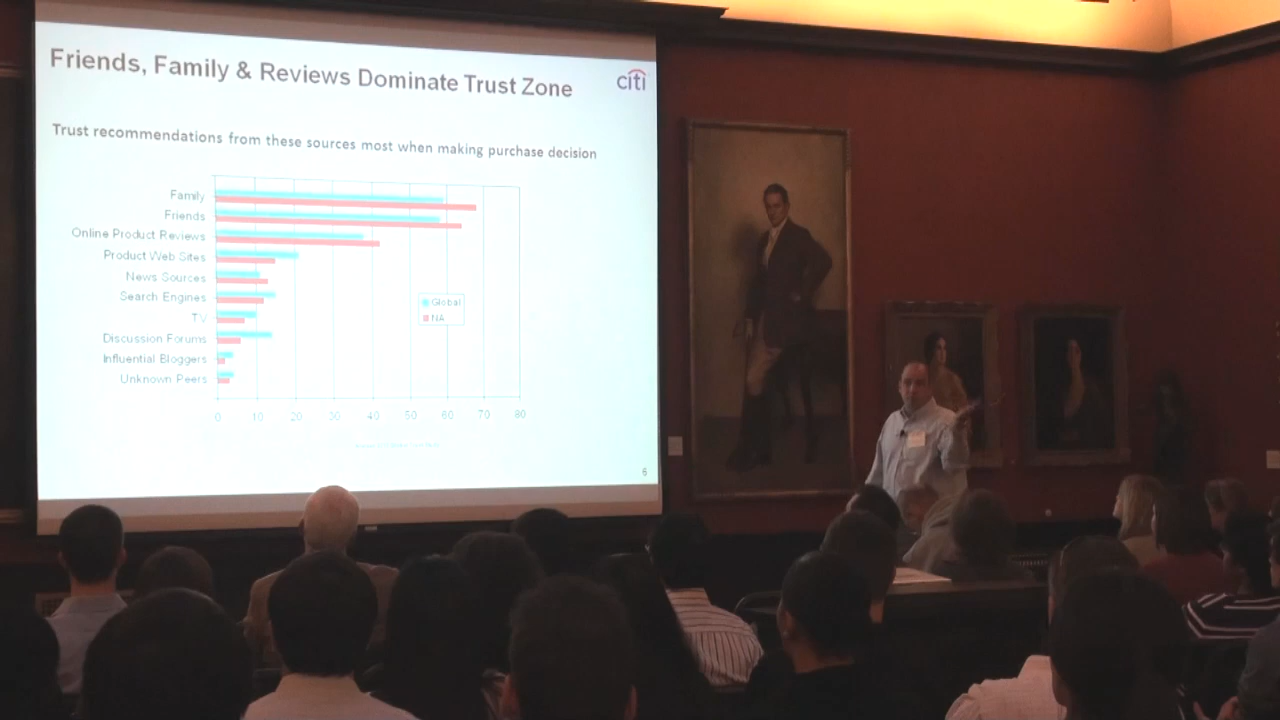 Friends, Family & Reviews Dominate Trust Zone
citi
Trust recommendations from these sources most when making purchase decision
Family
Friends
Online Product Reviews
Product Web Sites
News Sources
Search Engines
TV
Discussion Forums
Influential Bloggers
Unknown Peers
Global
NA
0 10 20 30 40 50 60 70 80
6